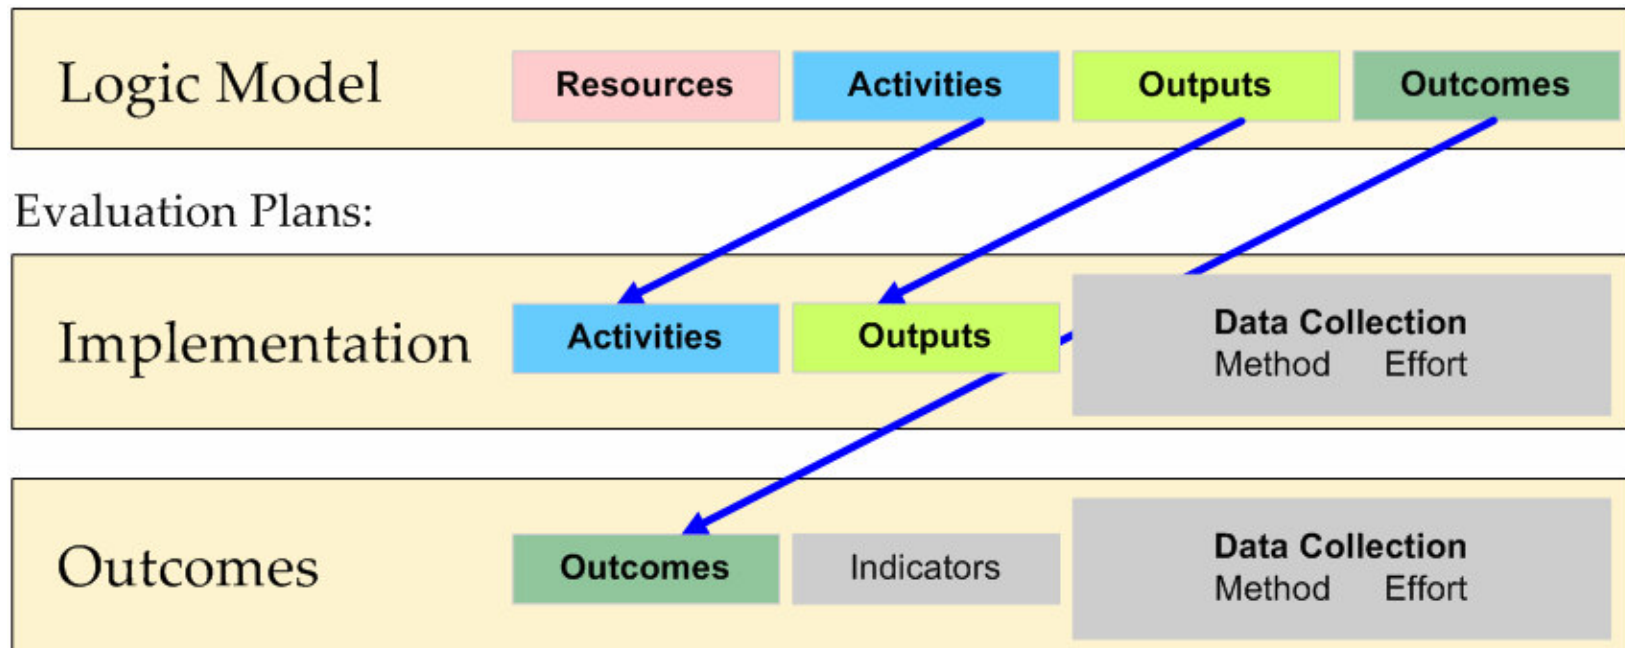 Logic Model Resources Activities Outputs Outcomes
Evaluation Plans:
Implementation Activities Outputs Data Collection
Method Effort
Outcomes Outcomes Indicators Data Collection
Method Effort